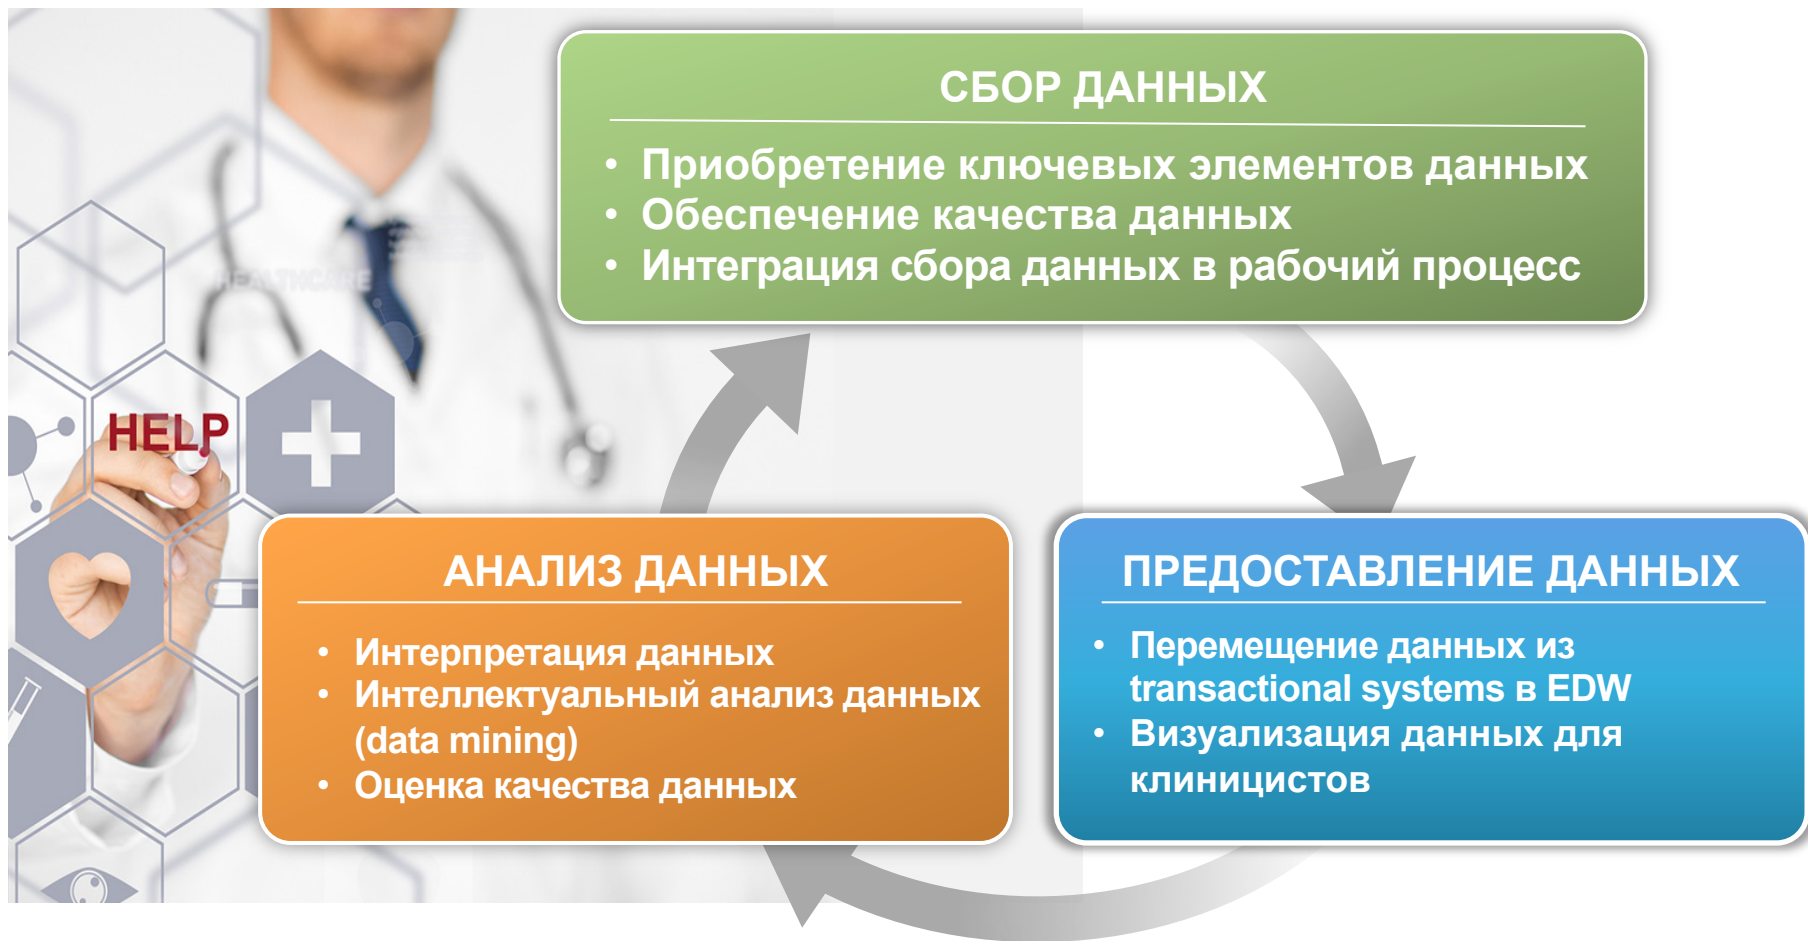 СБОР ДАННЫХ
• Приобретение ключевых элементов данных
• Обеспечение качества данных
• Интеграция сбора данных в рабочий процесс
HEALTHCARE
HELP
АНАЛИЗ ДАННЫХ
• Интерпретация данных
• Интеллектуальный анализ данных
(data mining)
• Оценка качества данных
ПРЕДОСТАВЛЕНИЕ ДАННЫХ
• Перемещение данных из
transactional systems в EDW
• Визуализация данных для
клиницистов